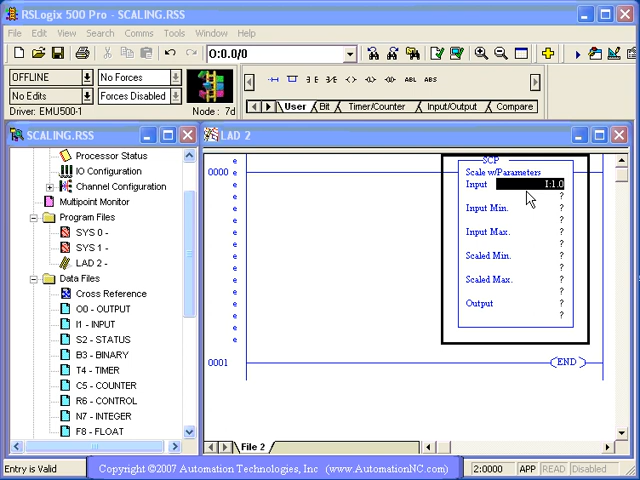 RSLogix 500 Pro - SCALING.RSS
File Edit View Search Comms Tools Window Help
O:0.0/0
OFFLINE No Forces
No Edits Forces Disabled
Driver: EMU500-1 Node : 7d
ABL ABS
User Bit Timer/Counter Input/Output Compare
SCALING.RSS
Processor Status
IO Configuration
Channel Configuration
Multipoint Monitor
Program Files
SYS 0 -
SYS 1 -
LAD 2 -
Data Files
Cross Reference
O0 - OUTPUT
I1 - INPUT
S2 - STATUS
B3 - BINARY
T4 - TIMER
C5 - COUNTER
R6 - CONTROL
N7 - INTEGER
F8 - FLOAT
LAD 2
e
0000 e
e
e
e
e
e
e
e
e
e
e
e
e
e
e
SCP
Scale w/Parameters
Input I:1.0
?
Input Min. ?
?
Input Max. ?
?
Scaled Min. ?
?
Scaled Max. ?
?
Output ?
?
0001 END
File 2
Entry is Valid
Copyright ©2007 Automation Technologies, Inc (www.AutomationNC.com)
2:0000 APP READ Disabled